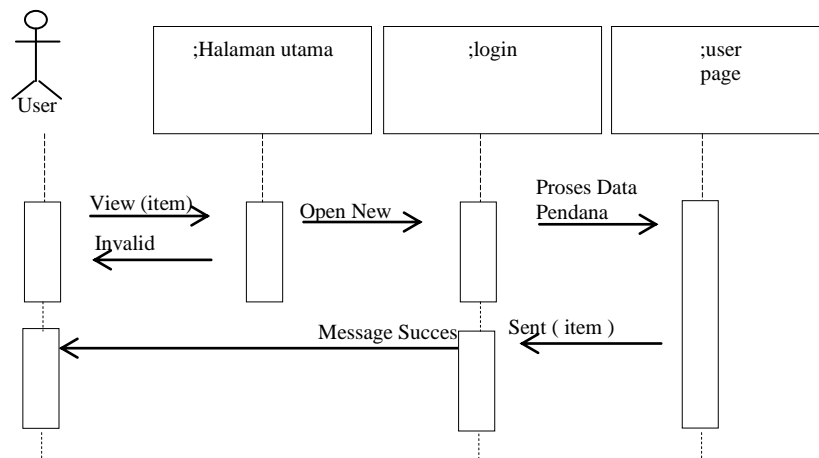 ;Halaman utama
;login
;user
page
User
Proses Data
Pendana
View (item)
Open New
Invalid
Message Succes
Sent ( item )